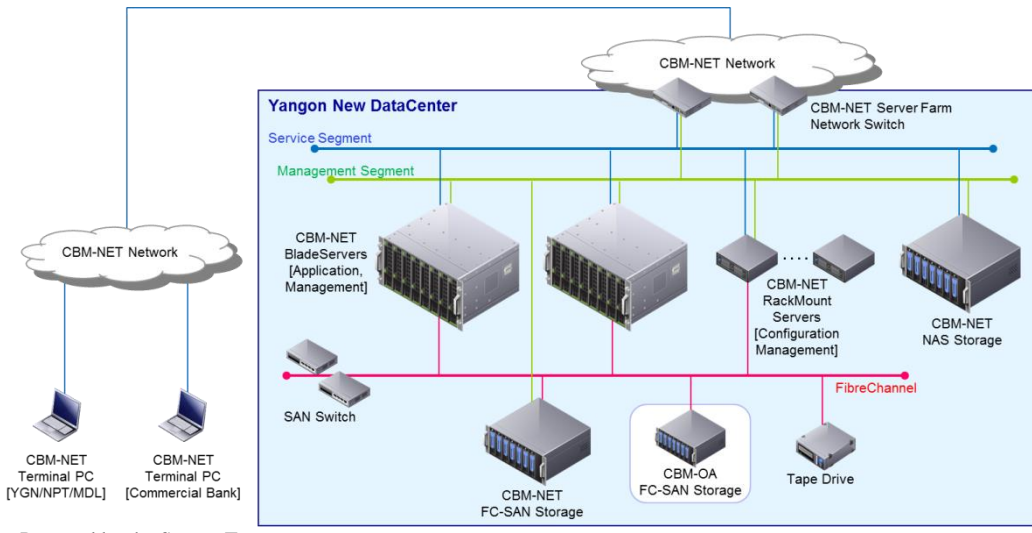 CBM-NET Network
Yangon New DataCenter
CBM-NET Server Farm
Network Switch
Service Segment
Management Segment
CBM-NET Network
CBM-NET
BladeServers
[Application,
Management]
CBM-NET
RackMount
Servers
[Configuration
Management]
CBM-NET
NAS Storage
FibreChannel
SAN Switch
CBM-NET
Terminal PC
[YGN/NPT/MDL]
CBM-NET
Terminal PC
[Commercial Bank]
CBM-NET
FC-SAN Storage
CBM-OA
FC-SAN Storage
Tape Drive